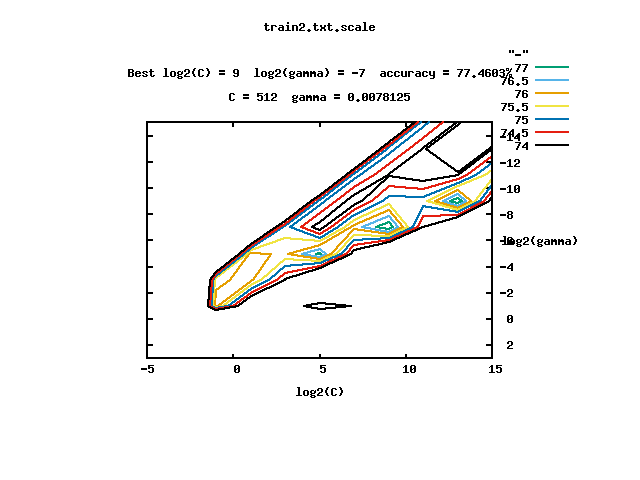 train2.txt.scale
"-"
Best log2(C) = 9  log2(gamma) = -7  accuracy = 77.4603%
77
76.5
76
C = 512  gamma = 0.0078125
75.5
75
74.5
74
-14
-12
-10
-8
-6
log2(gamma)
-4
-2
0
2
-5 0 5 10 15
log2(C)